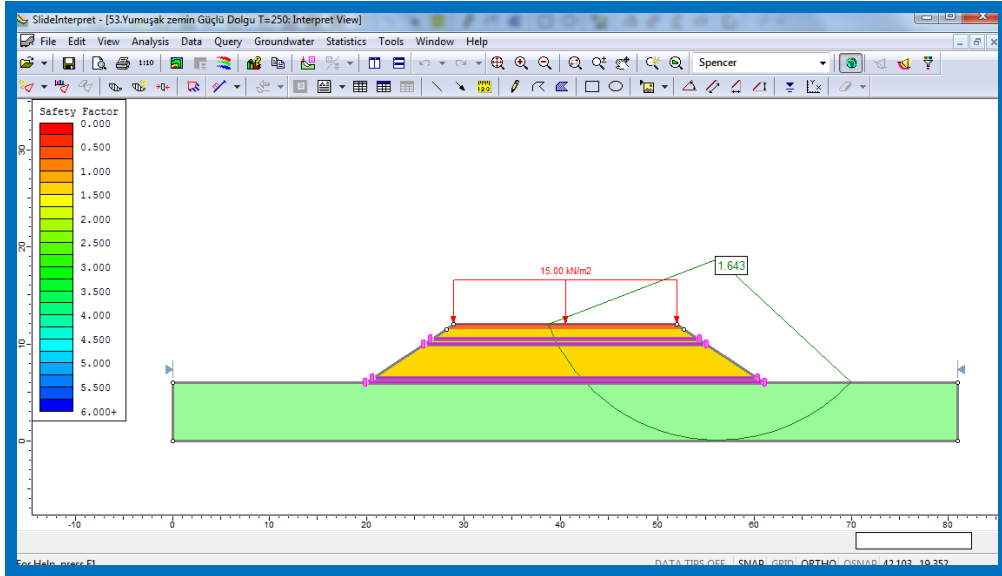 SlideInterpret - [53.Yumuşak zemin Güçlü Dolgu T=250: Interpret View]
File Edit View Analysis Data Query Groundwater Statistics Tools Window Help
1:10
Spencer
Safety Factor
0.000
0.500
1.000
1.500
2.000
2.500
3.000
3.500
4.000
4.500
5.000
5.500
6.000+
30
20
10
0
15.00 kN/m2
1.643
-10 0 10 20 30 40 50 60 70 80
For Help, press F1
DATA TIPS OFF SNAP GRID ORTHO OSNAP 42.103, 19.352